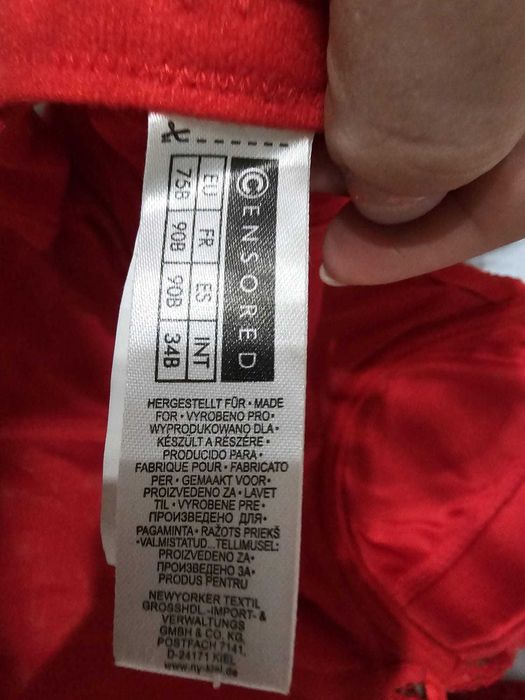 CENSORED
EU FR ES INT
75B 90B 90B 34B
HERGESTELLT FÜR • MADE
FOR • VYROBENO PRO •
WYPRODUKOWANO DLA •
KÉSZÜLT A RÉSZÉRE •
PRODUCIDO PARA •
FABRIQUE POUR • FABRICATO
PER • GEMAAKT VOOR •
PROIZVEDENO ZA • LAVET
TIL • VYROBENE PRE •
ПРОИЗВЕДЕНО ДЛЯ •
PAGAMINTA • RAŽOTS PRIEKŠ
• VALMISTATUD...TELLIMUSEL:
PROIZVEDENO ZA •
ПРОИЗВЕДЕНО ЗА •
PRODUS PENTRU
NEWYORKER TEXTIL
GROSSHDL.-IMPORT- &
VERWALTUNGS
GMBH & CO. KG,
POSTFACH 7141,
D-24171 KIEL
www.ny-kiel.de